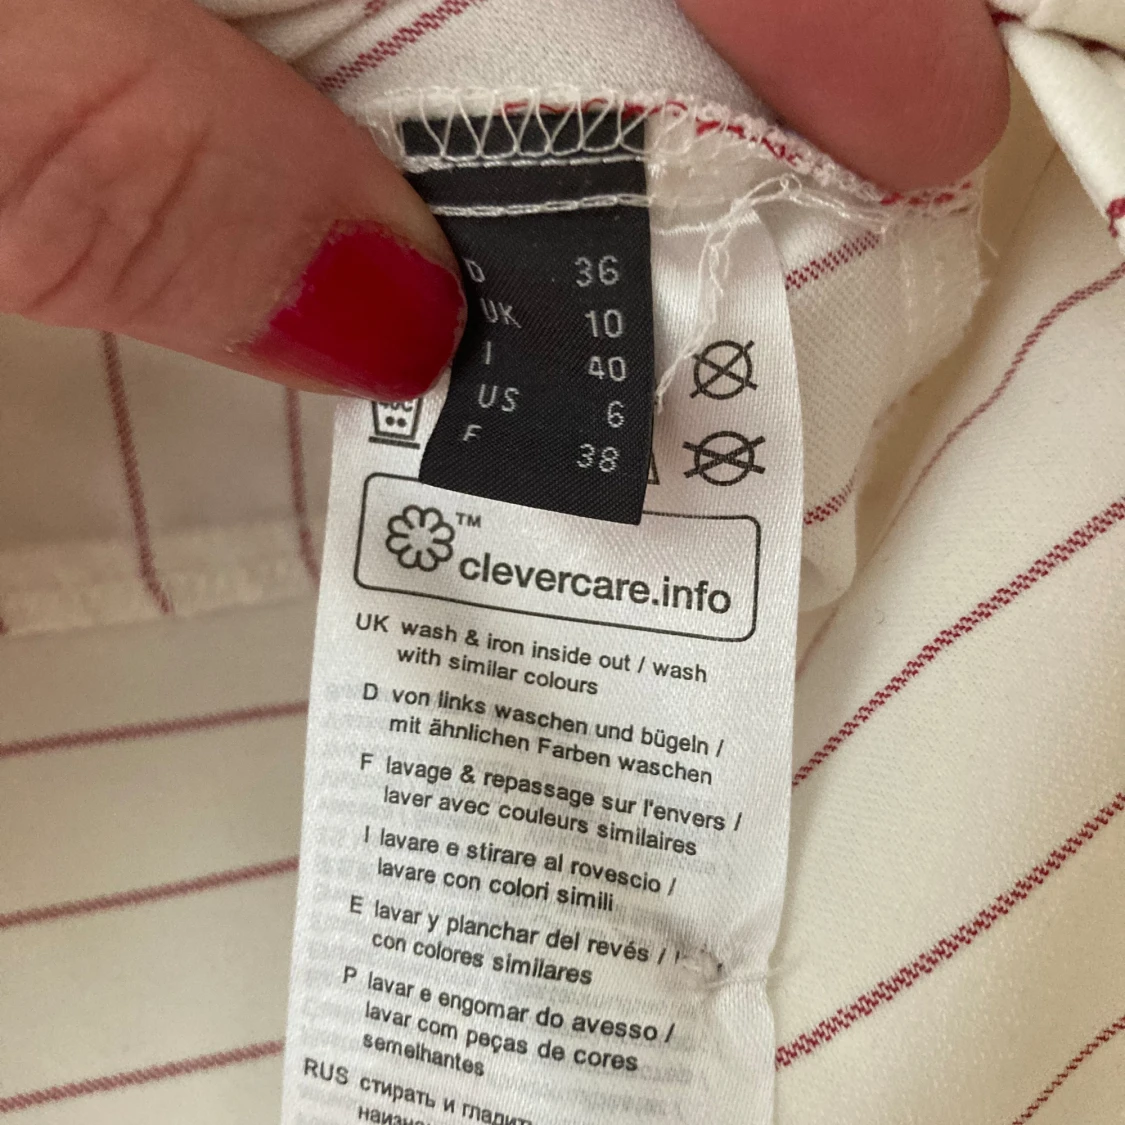 D 36
UK 10
I 40
US 6
F 38
TM
clevercare.info
UK wash & iron inside out / wash
with similar colours
D von links waschen und bügeln /
mit ähnlichen Farben waschen
F lavage & repassage sur l'envers /
laver avec couleurs similaires
I lavare e stirare al rovescio /
lavare con colori simili
E lavar y planchar del revés /
con colores similares
P lavar e engomar do avesso /
lavar com peças de cores
semelhantes
RUS стирать и